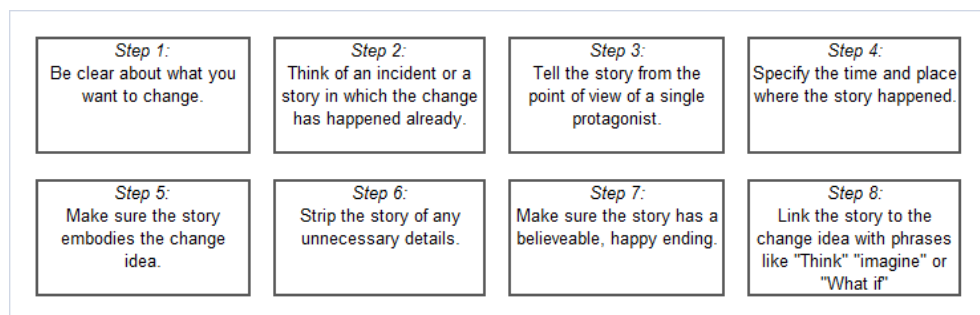 Step 1:
Be clear about what you
want to change.
Step 2:
Think of an incident or a
story in which the change
has happened already.
Step 3:
Tell the story from the
point of view of a single
protagonist.
Step 4:
Specify the time and place
where the story happened.
Step 5:
Make sure the story
embodies the change
idea.
Step 6:
Strip the story of any
unnecessary details.
Step 7:
Make sure the story has a
believeable, happy ending.
Step 8:
Link the story to the
change idea with phrases
like "Think" "imagine" or
"What if"